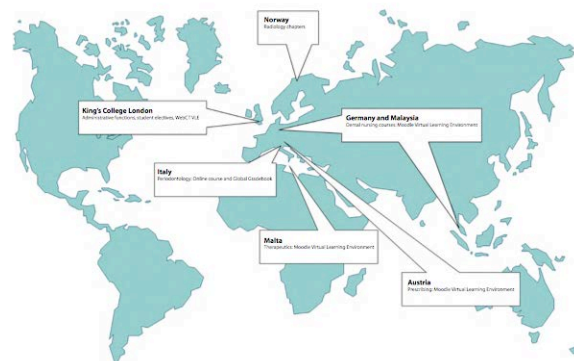 Norway
Radiology chapters
King's College London
Administrative functions, student electives, WebCT VLE
Germany and Malaysia
Dental nursing courses: Moodle Virtual Learning Environment
Italy
Periodontology: Online course and Global GradeBook
Malta
Therapeutics: Moodle Virtual Learning Environment
Austria
Prescribing: Moodle Virtual Learning Environment